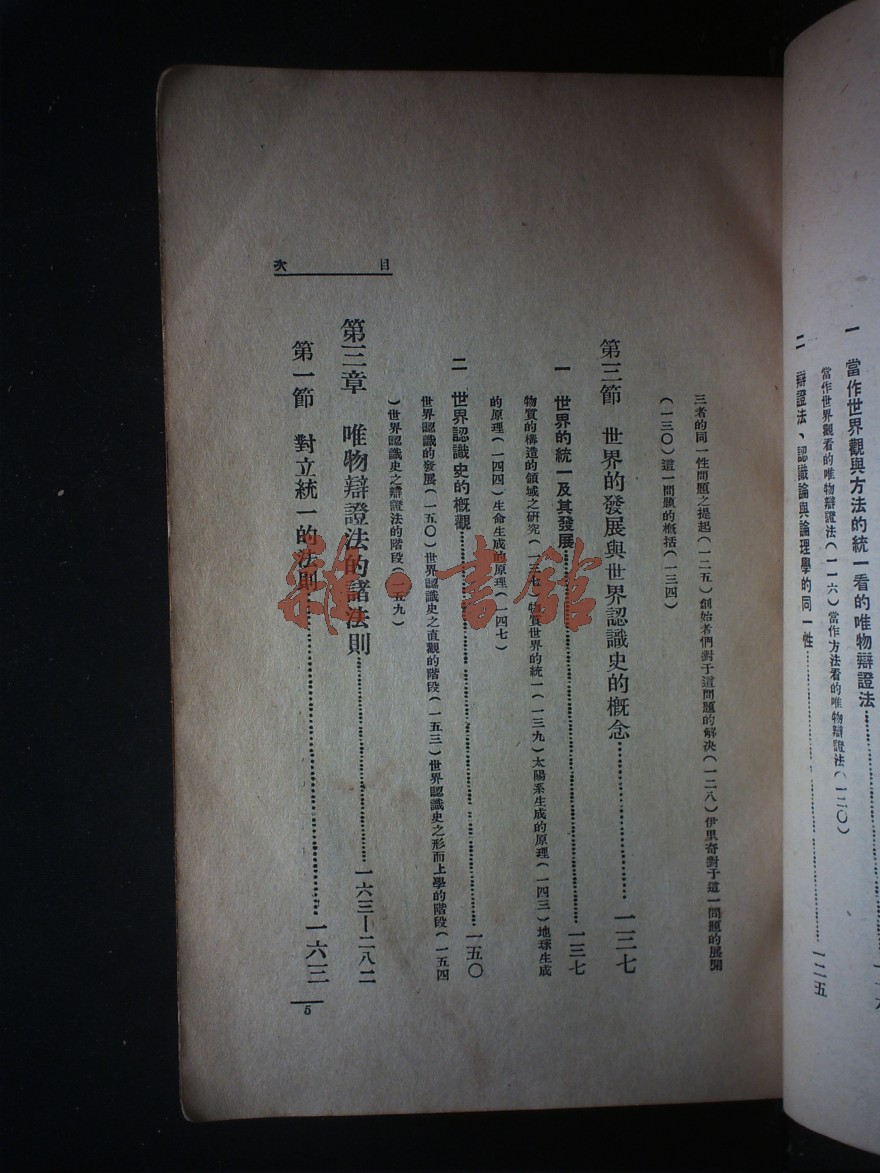 一　當作世界觀與方法的統一看的唯物辯證法…………
當作世界觀看的唯物辯證法(一一六)當作方法看的唯物辯證法(一二〇)
二　辯證法、認識論與論理學的同一性…………一二五
三者的同一性問題之提起(一二五)創始者們對于這問題的解決(一二八)伊里奇對于這一問題的展開
(一三〇)這一問題的概括(一三四)
第三節　世界的發展與世界認識史的概念…………一三七
一　世界的統一及其發展…………一三七
物質的構造的領域之研究(一三七)物質世界的統一(一三九)太陽系生成的原理(一四三)地球生成
的原理(一四四)生命生成的原理(一四七)
二　世界認識史的概觀…………一五〇
世界認識的發展(一五〇)世界認識史之直觀的階段(一五三)世界認識史之形而上學的階段(一五四
)世界認識史之辯證法的階段(一五九)
第三章　唯物辯證法的諸法則…………一六三—二八二
第一節　對立統一的法則…………一六三
目次
5
雜·書館